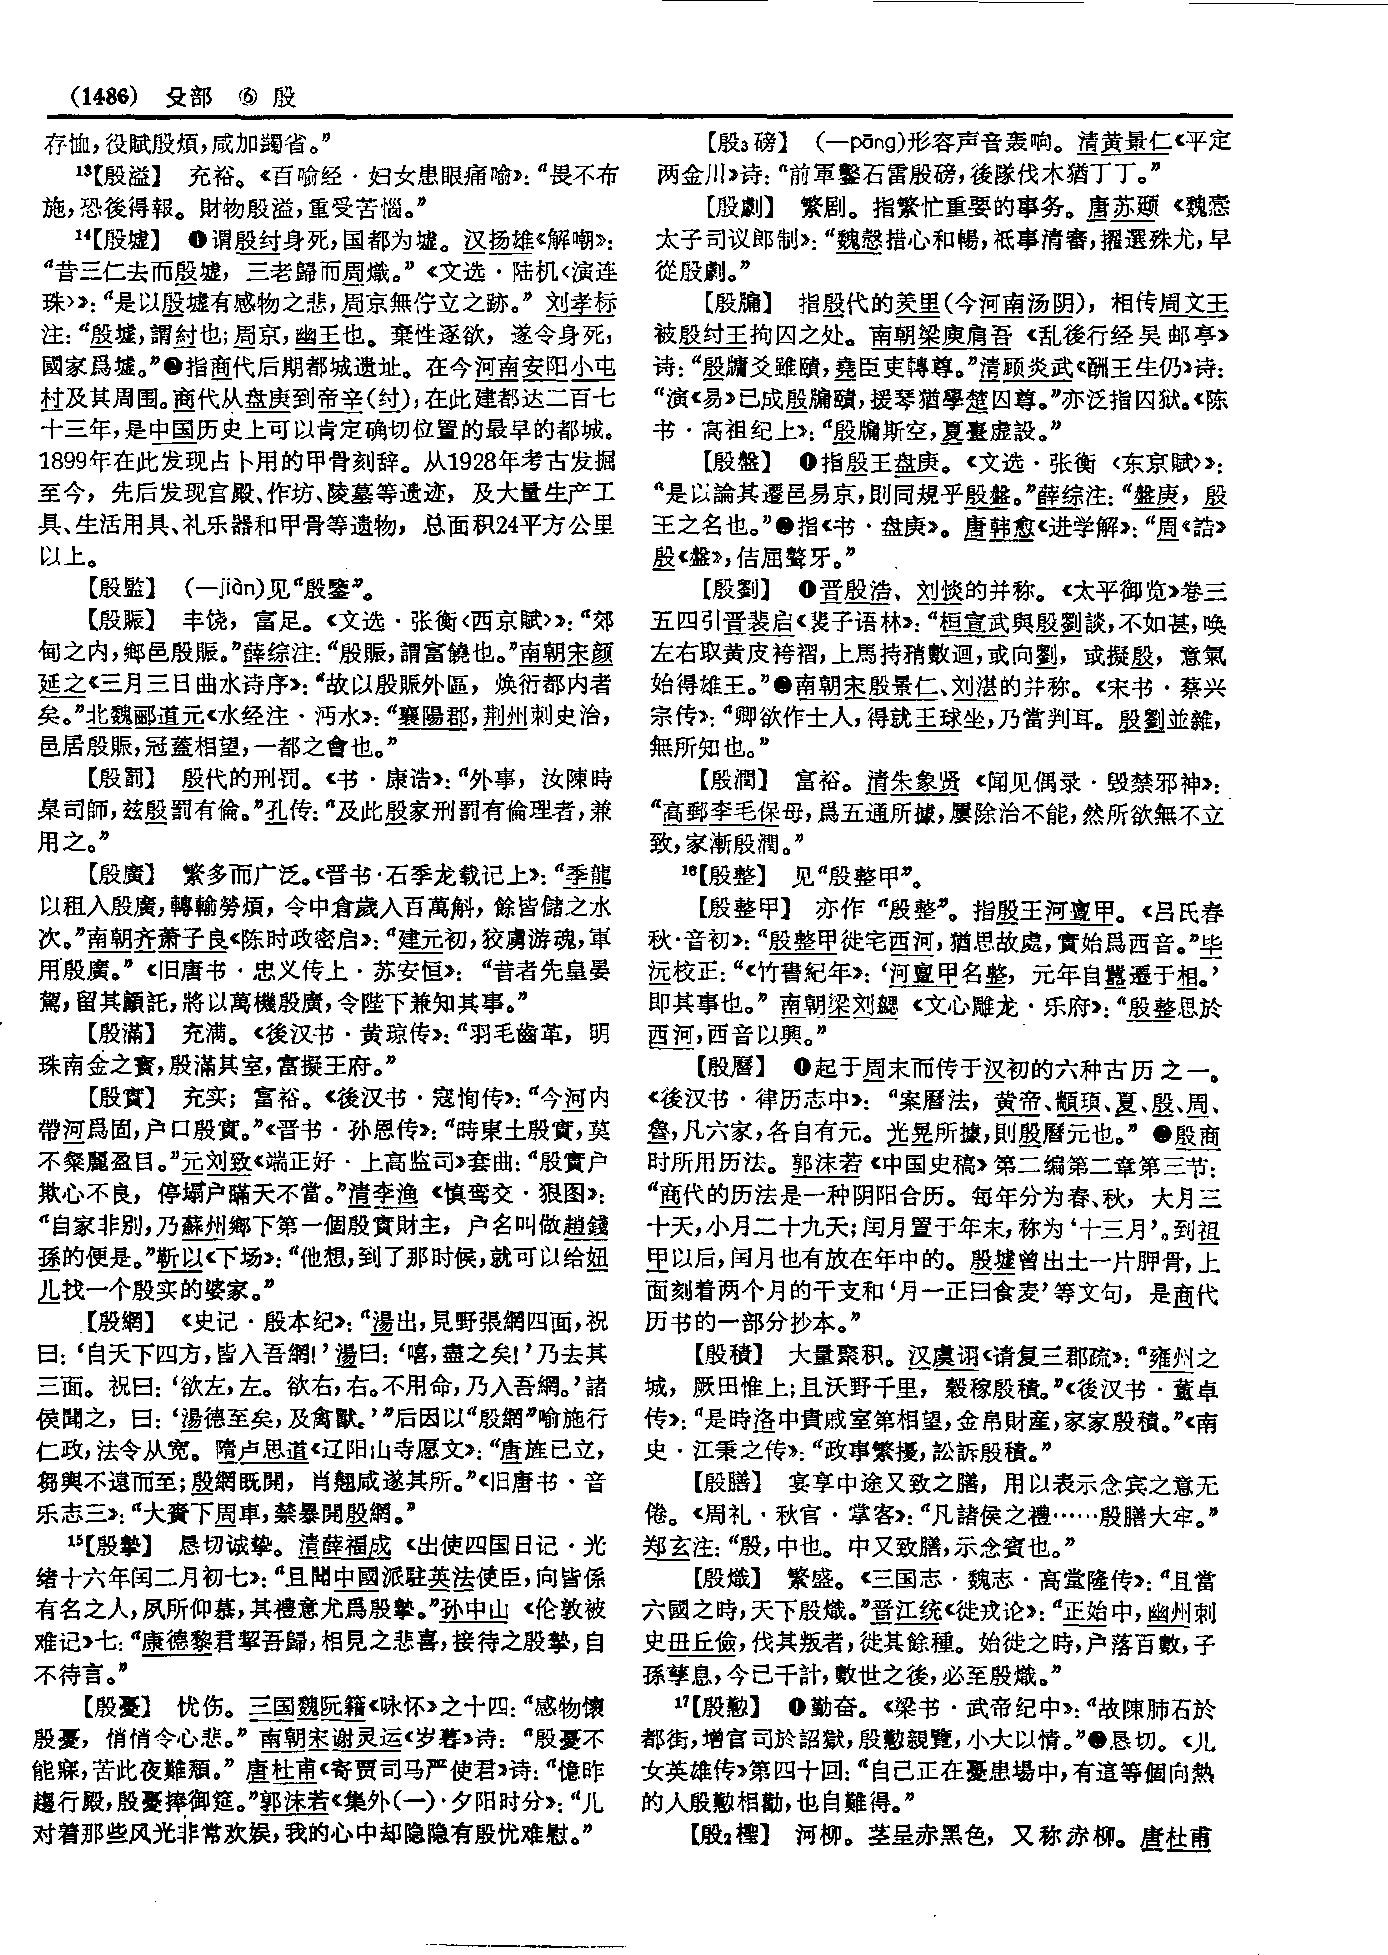 (1486) 殳部 ⑥ 殷
存恤，役賦殷煩，咸加蠲省。”
13【殷溢】 充裕。《百喻经·妇女患眼痛喻》：“畏不布
施，恐後得報。財物殷溢，重受苦惱。”
14【殷墟】 ❶谓殷纣身死，国都为墟。汉扬雄《解嘲》：
“昔三仁去而殷墟，三老歸而周熾。”《文选·陆机〈演连
珠〉》：“是以殷墟有感物之悲，周京無佇立之跡。”刘孝标
注：“殷墟，謂紂也；周京，幽王也。棄性逐欲，遂令身死，
國家爲墟。”❷指商代后期都城遗址。在今河南安阳小屯
村及其周围。商代从盘庚到帝辛（纣），在此建都达二百七
十三年，是中国历史上可以肯定确切位置的最早的都城。
1899年在此发现占卜用的甲骨刻辞。从1928年考古发掘
至今，先后发现宫殿、作坊、陵墓等遗迹，及大量生产工
具、生活用具、礼乐器和甲骨等遗物，总面积24平方公里
以上。
【殷監】 （—jiàn）见“殷鑒”。
【殷賑】 丰饶，富足。《文选·张衡〈西京賦〉》：“郊
甸之内，鄉邑殷賑。”薛综注：“殷賑，謂富饒也。”南朝宋颜
延之《三月三日曲水诗序》：“故以殷賑外區，焕衍都内者
矣。”北魏郦道元《水经注·沔水》：“襄陽郡，荆州刺史治，
邑居殷賑，冠蓋相望，一都之會也。”
【殷罰】 殷代的刑罚。《书·康诰》：“外事，汝陳時
臬司師，兹殷罰有倫。”孔传：“及此殷家刑罰有倫理者，兼
用之。”
【殷廣】 繁多而广泛。《晋书·石季龙载记上》：“季龍
以租入殷廣，轉輸勞煩，令中倉歲入百萬斛，餘皆儲之水
次。”南朝齐萧子良《陈时政密启》：“建元初，狡虜游魂，軍
用殷廣。”《旧唐书·忠义传上·苏安恒》：“昔者先皇晏
駕，留其顧託，將以萬機殷廣，令陛下兼知其事。”
【殷滿】 充满。《後汉书·黄琼传》：“羽毛齒革，明
珠南金之寶，殷滿其室，富擬王府。”
【殷實】 充实；富裕。《後汉书·寇恂传》：“今河内
帶河爲固，户口殷實。”《晋书·孙恩传》：“時東土殷實，莫
不粲麗盈目。”元刘致《端正好·上高监司》套曲：“殷實户
欺心不良，停塌户瞞天不當。”清李渔《慎鸾交·狠图》：
“自家非别，乃蘇州鄉下第一個殷實財主，户名叫做趙錢
孫的便是。”靳以《下场》：“他想，到了那时候，就可以给妞
儿找一个殷实的婆家。”
【殷網】 《史记·殷本纪》：“湯出，見野張網四面，祝
曰：‘自天下四方，皆入吾網！’湯曰：‘嘻，盡之矣！’乃去其
三面。祝曰：‘欲左，左。欲右，右。不用命，乃入吾網。’諸
侯聞之，曰：‘湯德至矣，及禽獸。’”后因以“殷網”喻施行
仁政，法令从宽。隋卢思道《辽阳山寺愿文》：“唐旌已立，
芻輿不遠而至；殷網既開，肖翹咸遂其所。”《旧唐书·音
乐志三》：“大賚下周車，禁暴開殷網。”
15【殷摯】 恳切诚挚。清薛福成《出使四国日记·光
绪十六年闰二月初七》：“且聞中國派駐英法使臣，向皆係
有名之人，夙所仰慕，其禮意尤爲殷摯。”孙中山《伦敦被
难记》七：“康德黎君挈吾歸，相見之悲喜，接待之殷摯，自
不待言。”
【殷憂】 忧伤。三国魏阮籍《咏怀》之十四：“感物懷
殷憂，悄悄令心悲。”南朝宋谢灵运《岁暮》诗：“殷憂不
能寐，苦此夜難頹。”唐杜甫《寄贾司马严使君》诗：“憶昨
趨行殿，殷憂捧御筵。”郭沫若《集外（一）·夕阳时分》：“儿
对着那些风光非常欢娱，我的心中却隐隐有殷忧难慰。”
【殷3磅】 （—pāng）形容声音轰响。清黄景仁《平定
两金川》诗：“前軍鑿石雷殷磅，後隊伐木猶丁丁。”
【殷劇】 繁剧。指繁忙重要的事务。唐苏颋《魏悫
太子司议郎制》：“魏慤措心和暢，祇事清審，擢選殊尤，早
從殷劇。”
【殷牖】 指殷代的羑里（今河南汤阴），相传周文王
被殷纣王拘囚之处。南朝梁庾肩吾《乱後行经吴邮亭》
诗：“殷牖爻雖賾，堯臣吏轉尊。”清顾炎武《酬王生仍》诗：
“演《易》已成殷牖賾，援琴猶學楚囚尊。”亦泛指囚狱。《陈
书·高祖纪上》：“殷牖斯空，夏臺虚設。”
【殷盤】 ❶指殷王盘庚。《文选·张衡〈东京賦〉》：
“是以論其遷邑易京，則同規乎殷盤。”薛综注：“盤庚，殷
王之名也。”❷指《书·盘庚》。唐韩愈《进学解》：“周《誥》
殷《盤》，佶屈聱牙。”
【殷劉】 ❶晋殷浩、刘惔的并称。《太平御览》卷三
五四引晋裴启《裴子语林》：“桓宣武與殷劉談，不如甚，唤
左右取黄皮袴褶，上馬持矟數迴，或向劉，或擬殷，意氣
始得雄王。”❷南朝宋殷景仁、刘湛的并称。《宋书·蔡兴
宗传》：“卿欲作士人，得就王球坐，乃當判耳。殷劉並雜，
無所知也。”
【殷潤】 富裕。清朱象贤《闻见偶录·毁禁邪神》：
“高郵李毛保母，爲五通所據，屢除治不能，然所欲無不立
致，家漸殷潤。”
16【殷整】 见“殷整甲”。
【殷整甲】 亦作“殷整”。指殷王河亶甲。《吕氏春
秋·音初》：“殷整甲徙宅西河，猶思故處，實始爲西音。”毕
沅校正：“《竹書紀年》：‘河亶甲名整，元年自囂遷于相。’
即其事也。”南朝梁刘勰《文心雕龙·乐府》：“殷整思於
西河，西音以興。”
【殷曆】 ❶起于周末而传于汉初的六种古历之一。
《後汉书·律历志中》：“案曆法，黄帝、顓頊、夏、殷、周、
魯，凡六家，各自有元。光晃所據，則殷曆元也。”❷殷商
时所用历法。郭沫若《中国史稿》第二编第二章第三节：
“商代的历法是一种阴阳合历。每年分为春、秋，大月三
十天，小月二十九天；闰月置于年末，称为‘十三月’。到祖
甲以后，闰月也有放在年中的。殷墟曾出土一片胛骨，上
面刻着两个月的干支和‘月一正曰食麦’等文句，是商代
历书的一部分抄本。”
【殷積】 大量聚积。汉虞诩《请复三郡疏》：“雍州之
城，厥田惟上；且沃野千里，穀稼殷積。”《後汉书·董卓
传》：“是時洛中貴戚室第相望，金帛財産，家家殷積。”《南
史·江秉之传》：“政事繁擾，訟訴殷積。”
【殷膳】 宴享中途又致之膳，用以表示念宾之意无
倦。《周礼·秋官·掌客》：“凡諸侯之禮……殷膳大牢。”
郑玄注：“殷，中也。中又致膳，示念賓也。”
【殷熾】 繁盛。《三国志·魏志·高堂隆传》：“且當
六國之時，天下殷熾。”晋江统《徙戎论》：“正始中，幽州刺
史毌丘儉，伐其叛者，徙其餘種。始徙之時，户落百數，子
孫孳息，今已千計，數世之後，必至殷熾。”
17【殷懃】 ❶勤奋。《梁书·武帝纪中》：“故陳肺石於
都街，增官司於詔獄，殷懃親覽，小大以情。”❷恳切。《儿
女英雄传》第四十回：“自己正在憂患場中，有這等個向熱
的人殷懃相勸，也自難得。”
【殷2檉】 河柳。茎呈赤黑色，又称赤柳。唐杜甫